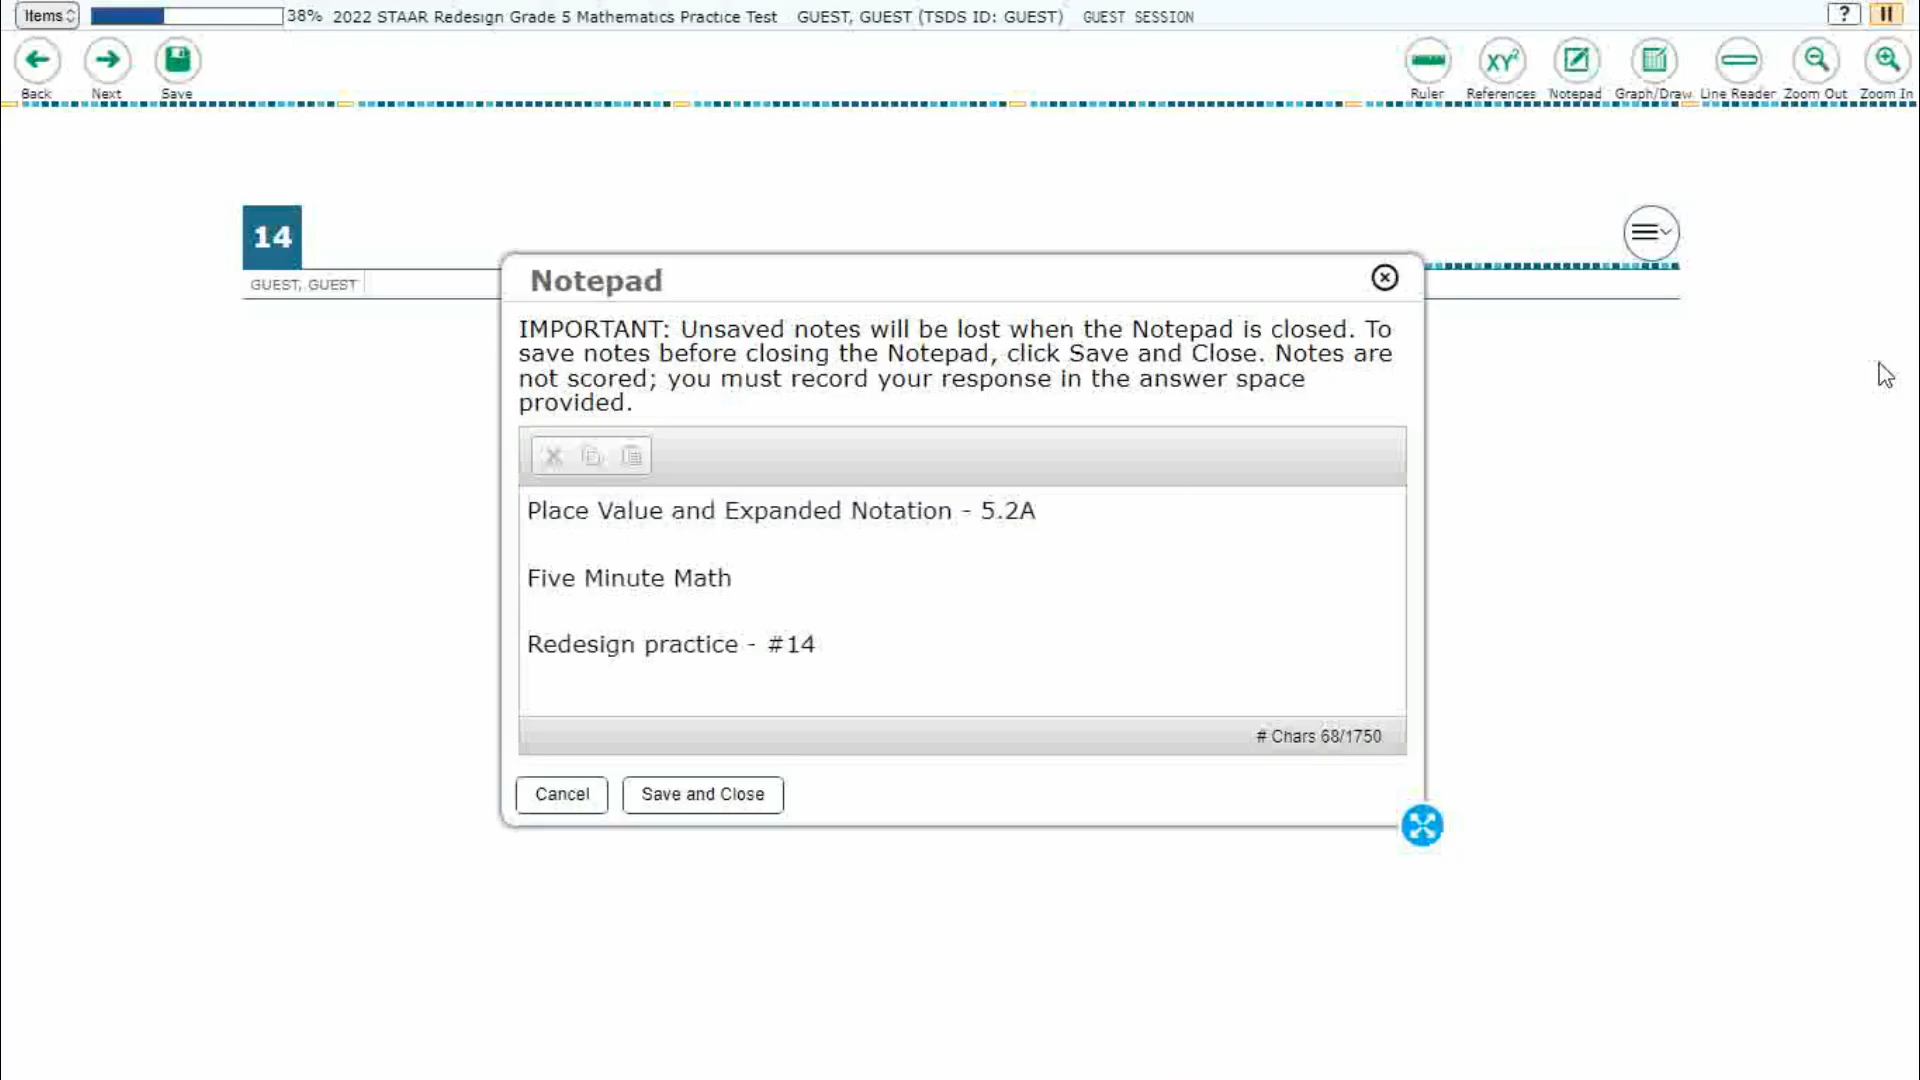 Items 38% 2022 STAAR Redesign Grade 5 Mathematics Practice Test GUEST, GUEST (TSDS ID: GUEST) GUEST SESSION ?
Back Next Save Ruler References Notepad Graph/Draw Line Reader Zoom Out Zoom In
XY²
14
GUEST, GUEST
Notepad
IMPORTANT: Unsaved notes will be lost when the Notepad is closed. To
save notes before closing the Notepad, click Save and Close. Notes are
not scored; you must record your response in the answer space
provided.
Place Value and Expanded Notation - 5.2A
Five Minute Math
Redesign practice - #14
# Chars 68/1750
Cancel Save and Close